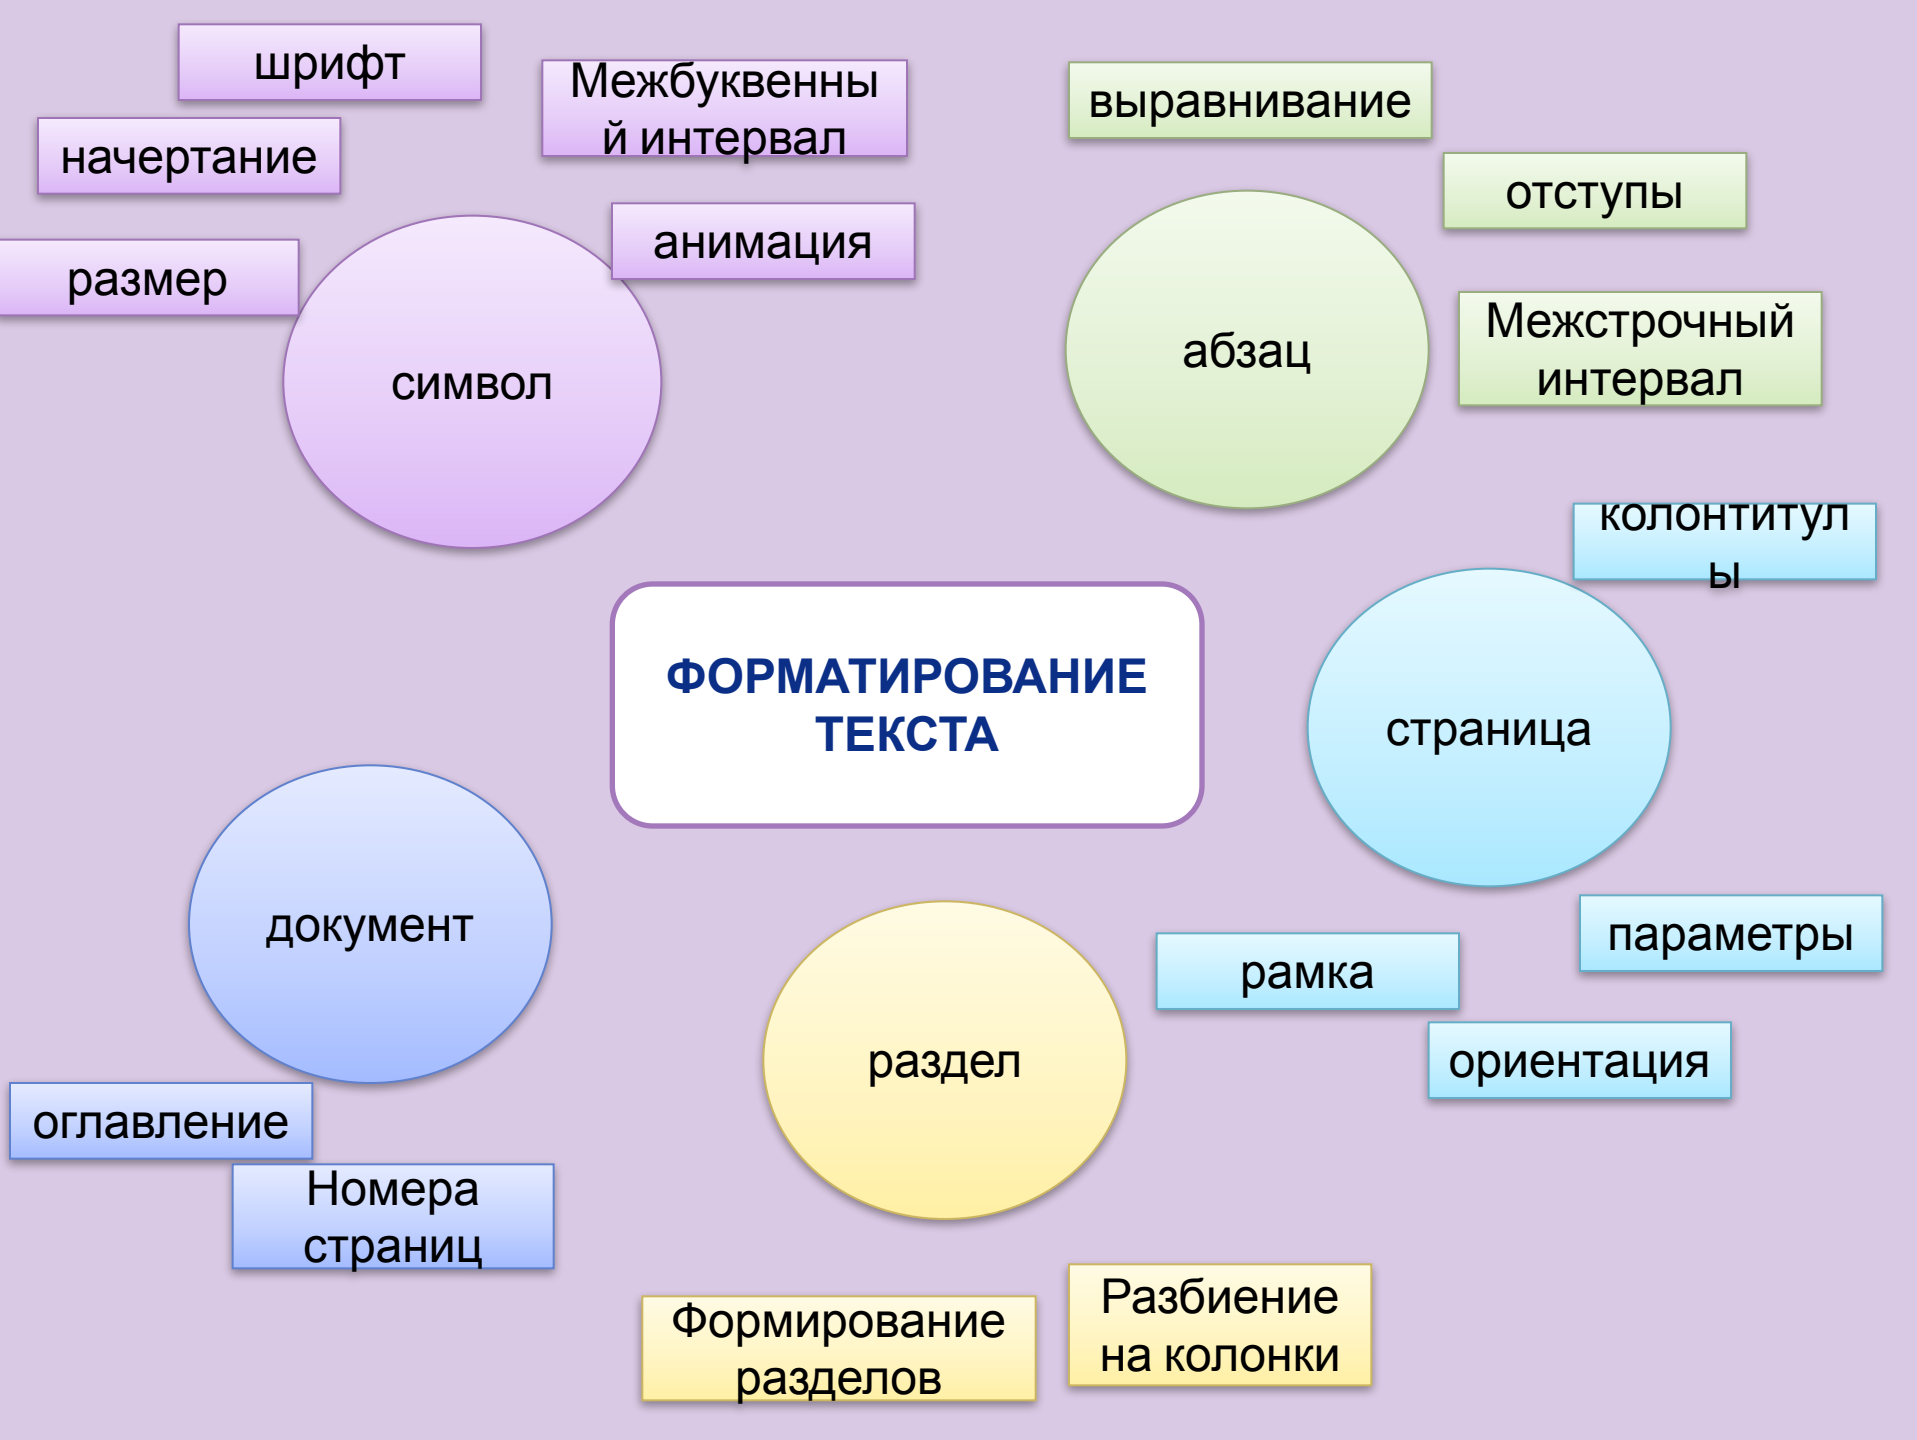 шрифт
Межбуквенны
й интервал
начертание
анимация
размер
символ
выравнивание
отступы
Межстрочный
интервал
абзац
колонтитул
ы
ФОРМАТИРОВАНИЕ
ТЕКСТА
страница
параметры
рамка
ориентация
документ
оглавление
Номера
страниц
раздел
Формирование
разделов
Разбиение
на колонки